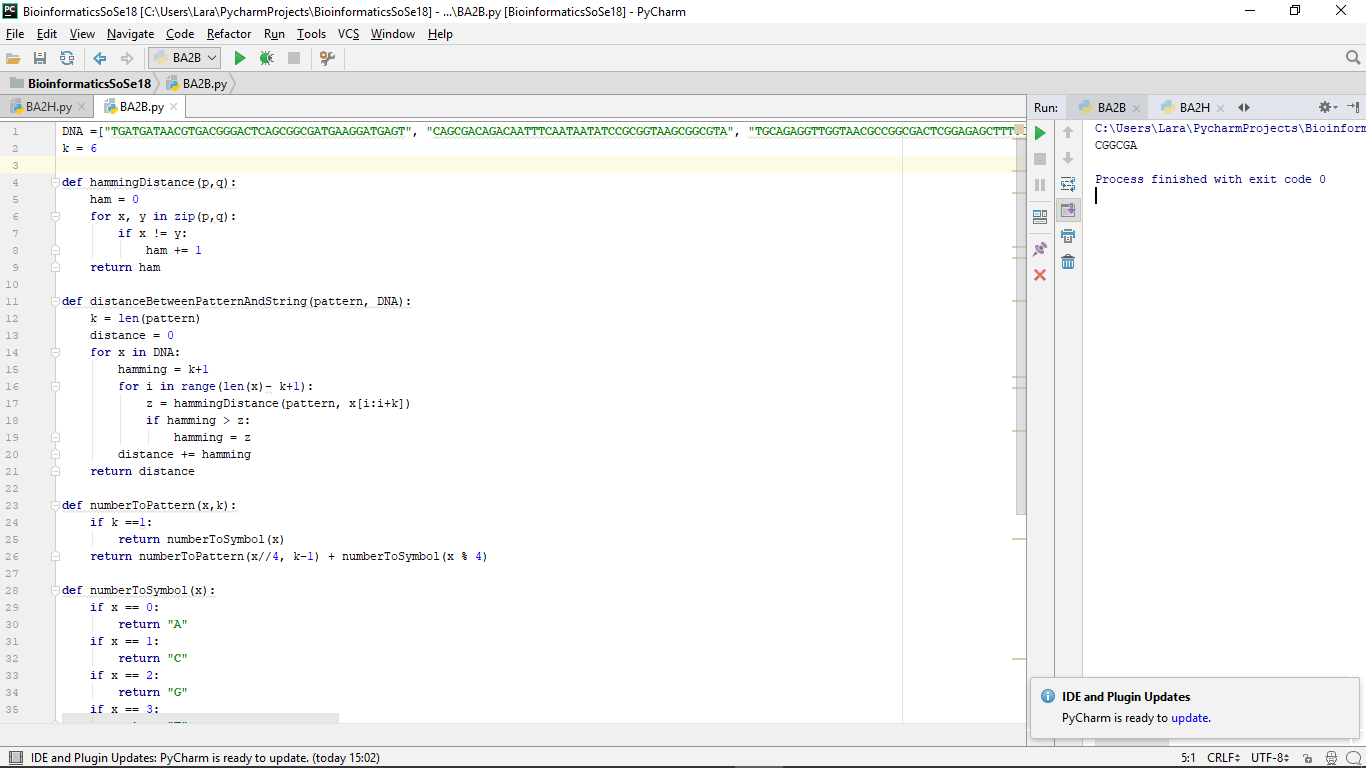 BioinformaticsSoSe18 [C:\Users\Lara\PycharmProjects\BioinformaticsSoSe18] - ...\BA2B.py [BioinformaticsSoSe18] - PyCharm
File Edit View Navigate Code Refactor Run Tools VCS Window Help
BA2B
BioinformaticsSoSe18 BA2B.py
BA2H.py BA2B.py
1 DNA =["TGATGATAACGTGACGGGACTCAGCGGCGATGAAGGATGAGT", "CAGCGACAGACAATTTCAATAATATCCGCGGTAAGCGGCGTA", "TGCAGAGGTTGGTAACGCCGGCGACTCGGAGAGCTTT
2 k = 6
3
4 def hammingDistance(p,q):
5 ham = 0
6 for x, y in zip(p,q):
7 if x != y:
8 ham += 1
9 return ham
10
11 def distanceBetweenPatternAndString(pattern, DNA):
12 k = len(pattern)
13 distance = 0
14 for x in DNA:
15 hamming = k+1
16 for i in range(len(x)- k+1):
17 z = hammingDistance(pattern, x[i:i+k])
18 if hamming > z:
19 hamming = z
20 distance += hamming
21 return distance
22
23 def numberToPattern(x,k):
24 if k ==1:
25 return numberToSymbol(x)
26 return numberToPattern(x//4, k-1) + numberToSymbol(x % 4)
27
28 def numberToSymbol(x):
29 if x == 0:
30 return "A"
31 if x == 1:
32 return "C"
33 if x == 2:
34 return "G"
35 if x == 3:
Run: BA2B BA2H
C:\Users\Lara\PycharmProjects\Bioinform
CGGCGA
Process finished with exit code 0
IDE and Plugin Updates
PyCharm is ready to update.
IDE and Plugin Updates: PyCharm is ready to update. (today 15:02)
5:1 CRLF UTF-8